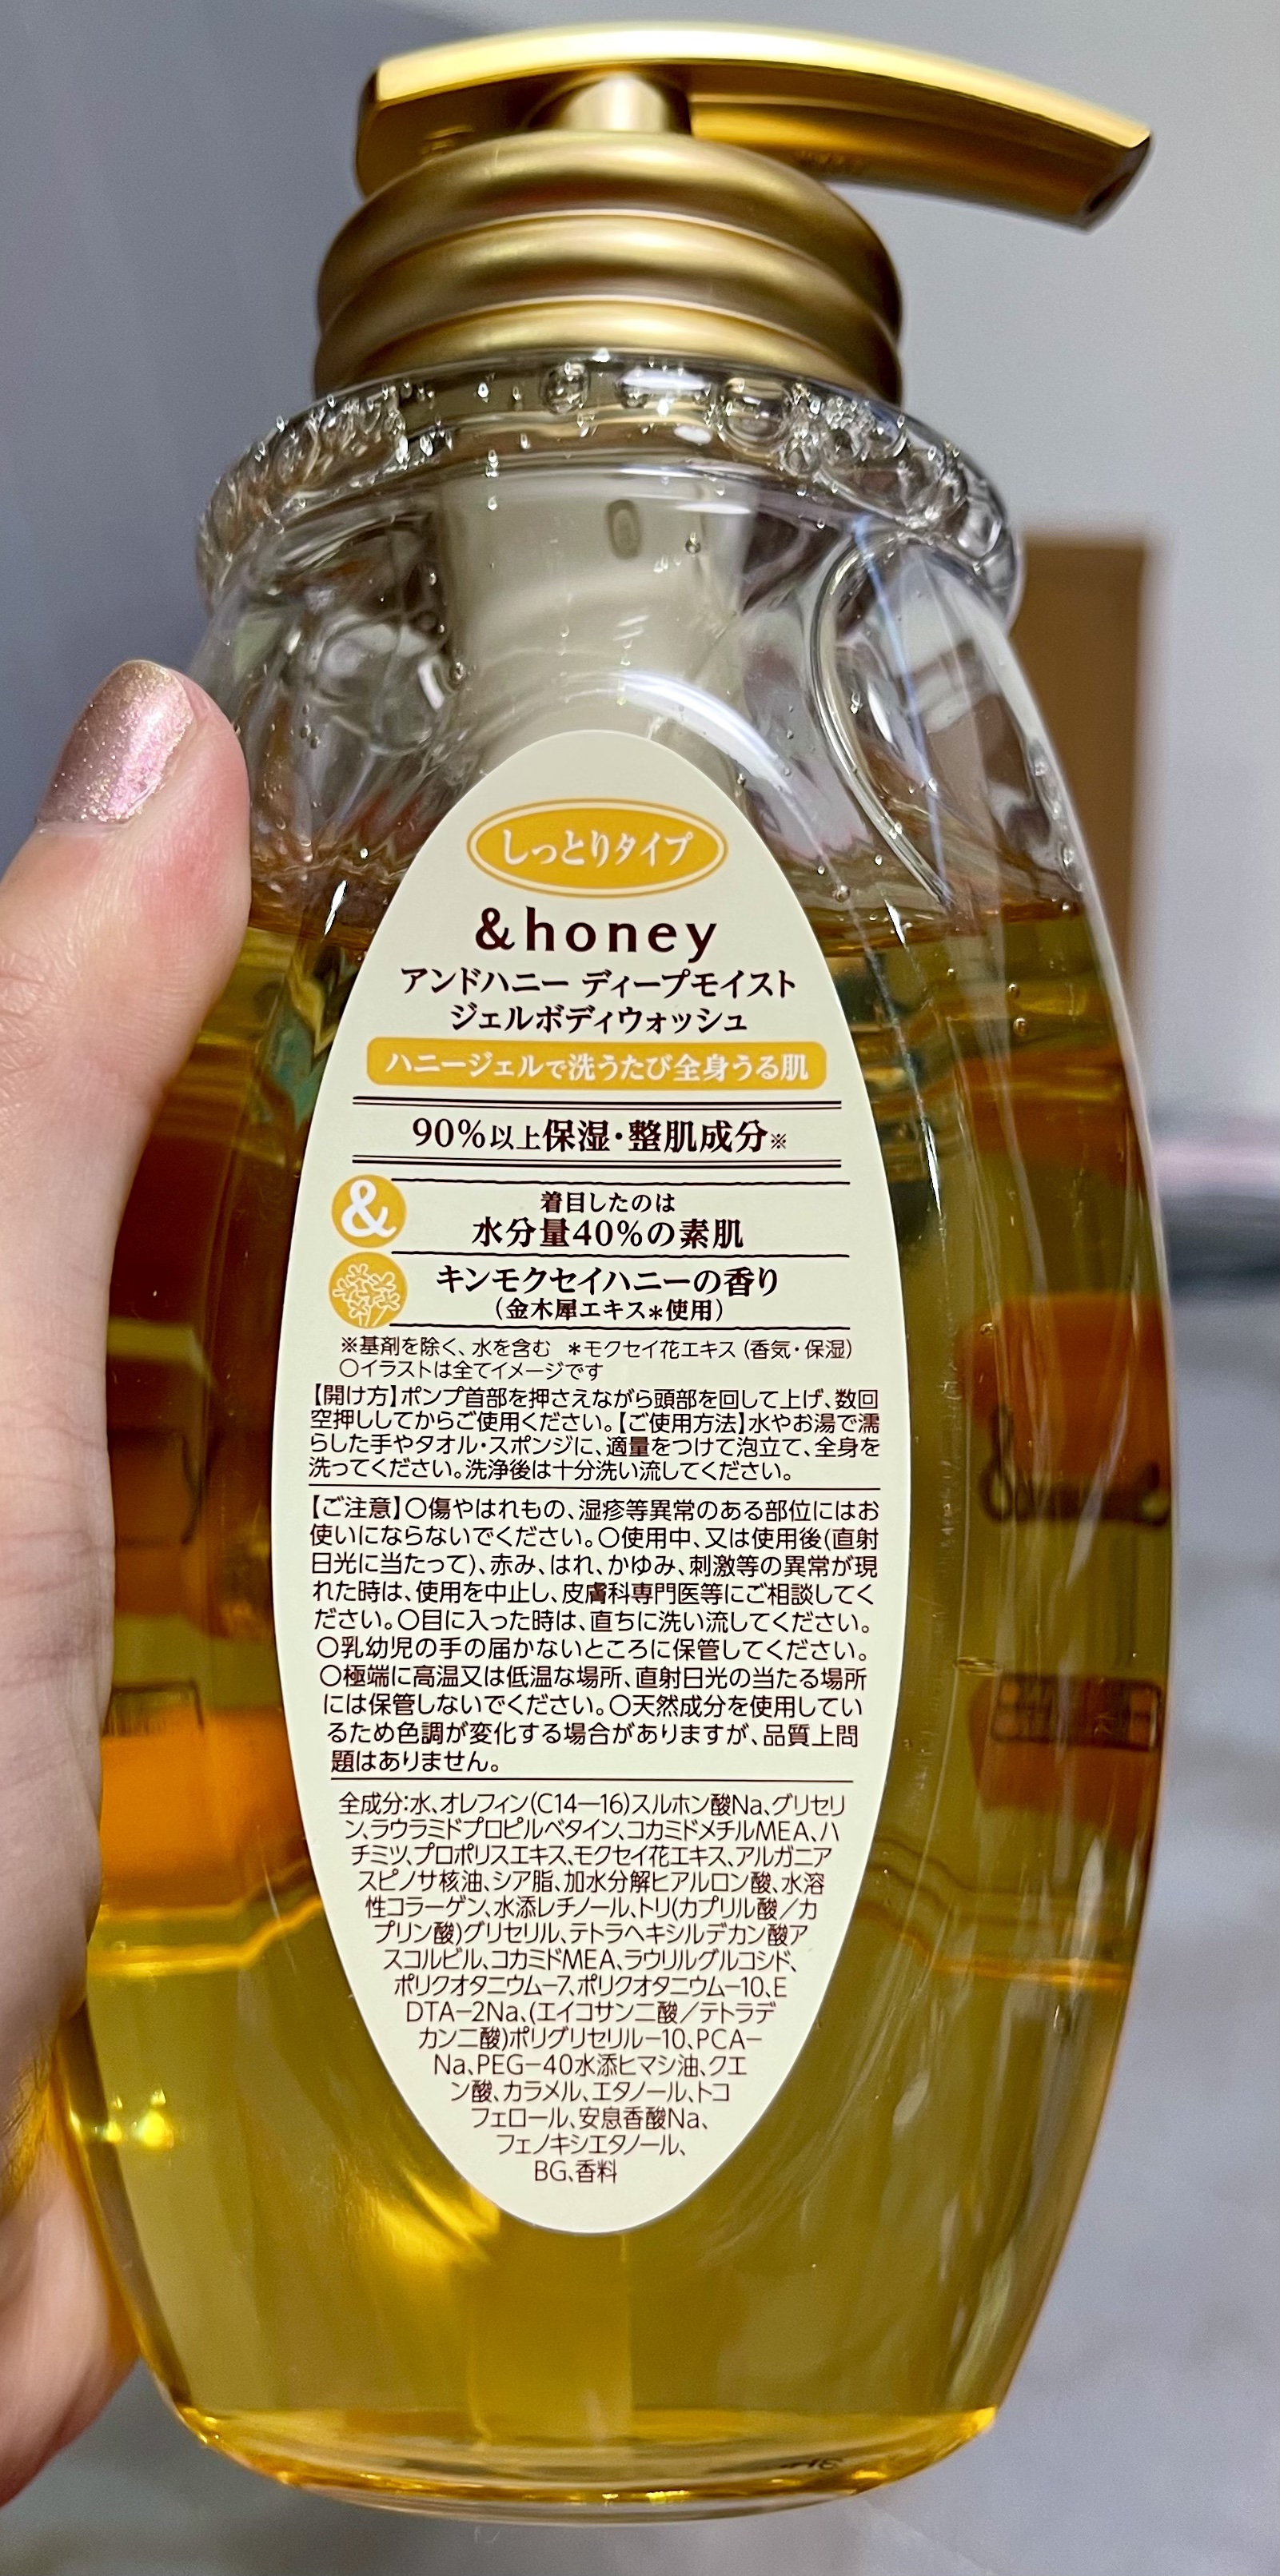 しっとりタイプ
&honey
アンドハニー ディープモイスト
ジェルボディウォッシュ
ハニージェルで洗うたび全身うる肌
90%以上保湿・整肌成分※
&
着目したのは
水分量40%の素肌
キンモクセイハニーの香り
(金木犀エキス*使用)
※基剤を除く、水を含む *モクセイ花エキス(香気・保湿)
○イラストは全てイメージです
【開け方】ポンプ首部を押さえながら頭部を回して上げ、数回
空押ししてからご使用ください。【ご使用方法】水やお湯で濡
らした手やタオル・スポンジに、適量をつけて泡立て、全身を
洗ってください。洗浄後は十分洗い流してください。
【ご注意】○傷やはれもの、湿疹等異常のある部位にはお
使いにならないでください。○使用中、又は使用後(直射
日光に当たって)、赤み、はれ、かゆみ、刺激等の異常が現
れた時は、使用を中止し、皮膚科専門医等にご相談してく
ださい。○目に入った時は、直ちに洗い流してください。
○乳幼児の手の届かないところに保管してください。
○極端に高温又は低温な場所、直射日光の当たる場所
には保管しないでください。○天然成分を使用してい
るため色調が変化する場合がありますが、品質上問
題はありません。
全成分:水、オレフィン(C14―16)スルホン酸Na、グリセリ
ン、ラウラミドプロピルベタイン、コカミドメチルMEA、ハ
チミツ、プロポリスエキス、モクセイ花エキス、アルガニア
スピノサ核油、シア脂、加水分解ヒアルロン酸、水溶
性コラーゲン、水添レチノール、トリ(カプリル酸/カ
プリン酸)グリセリル、テトラヘキシルデカン酸ア
スコルビル、コカミドMEA、ラウリルグルコシド、
ポリクオタニウム-7、ポリクオタニウム-10、E
DTA-2Na、(エイコサン二酸/テトラデ
カン二酸)ポリグリセリル-10、PCA-
Na、PEG-40水添ヒマシ油、クエ
ン酸、カラメル、エタノール、トコ
フェロール、安息香酸Na、
フェノキシエタノール、
BG、香料